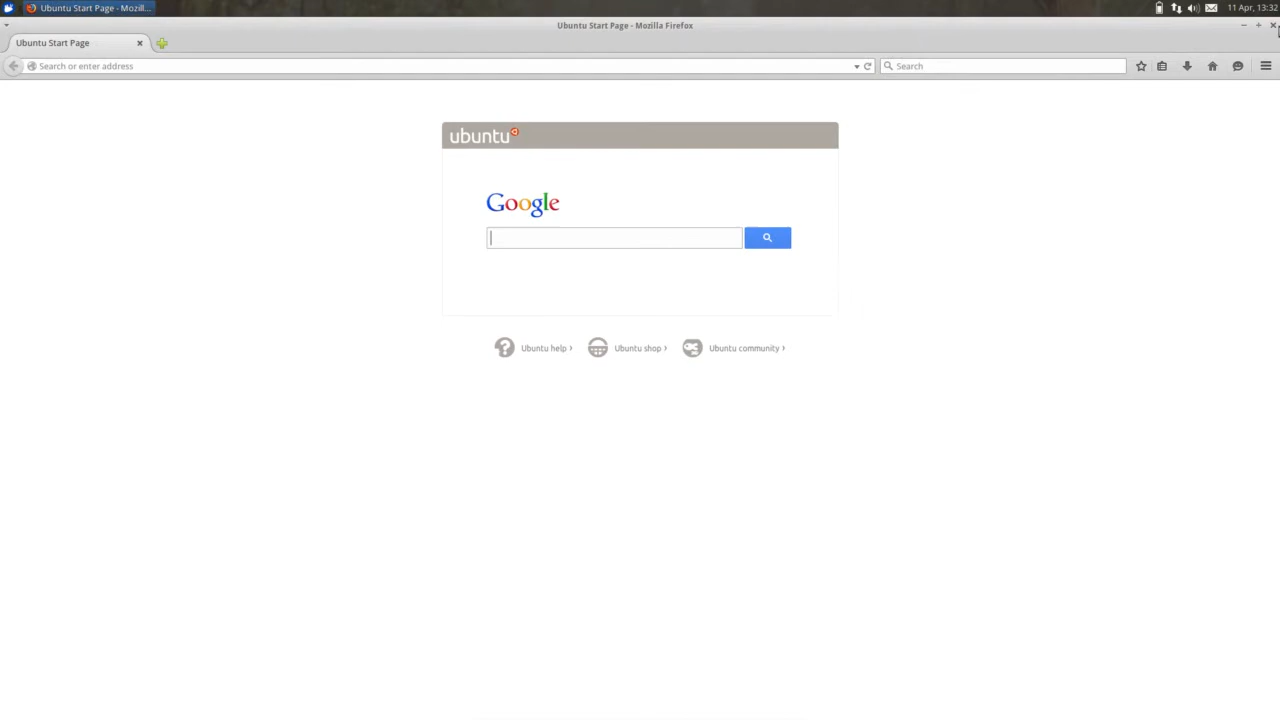 Ubuntu Start Page - Mozill...
11 Apr, 13:32
Ubuntu Start Page - Mozilla Firefox
Ubuntu Start Page
Search or enter address
Search
ubuntu
Google
Ubuntu help ›
Ubuntu shop ›
Ubuntu community ›